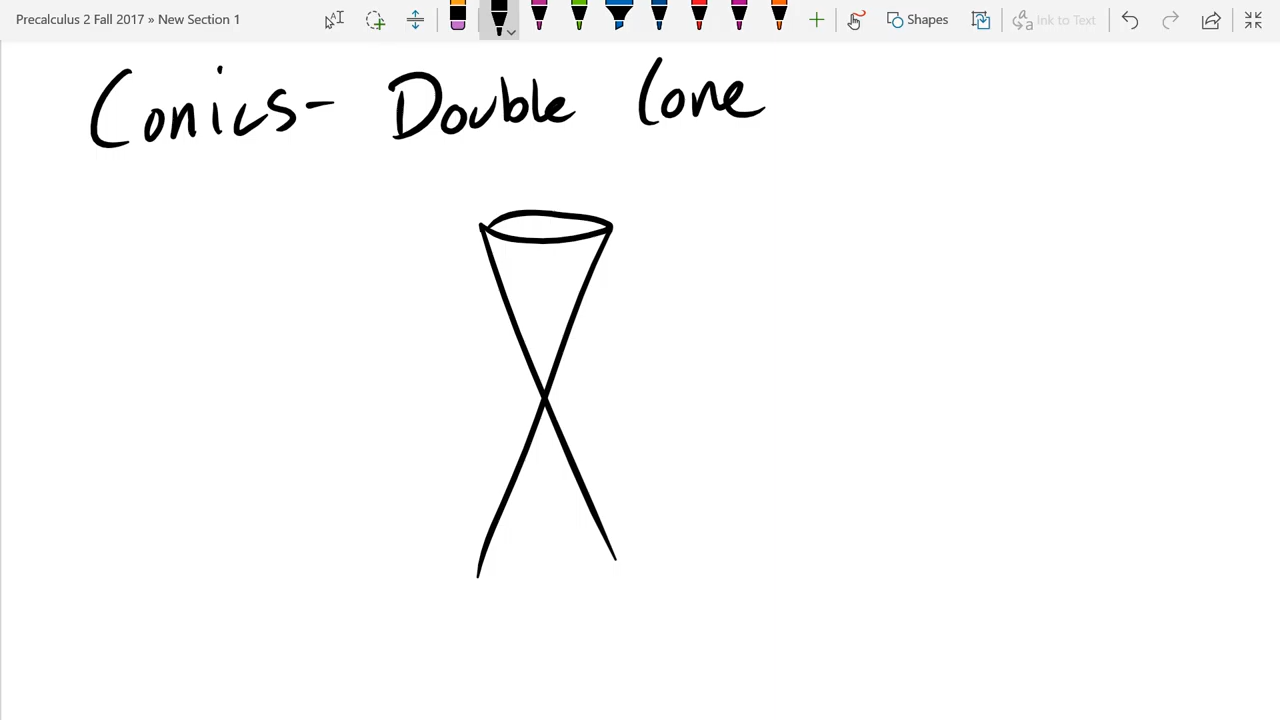 Precalculus 2 Fall 2017 » New Section 1
Shapes
Ink to Text
Conics- Double Cone